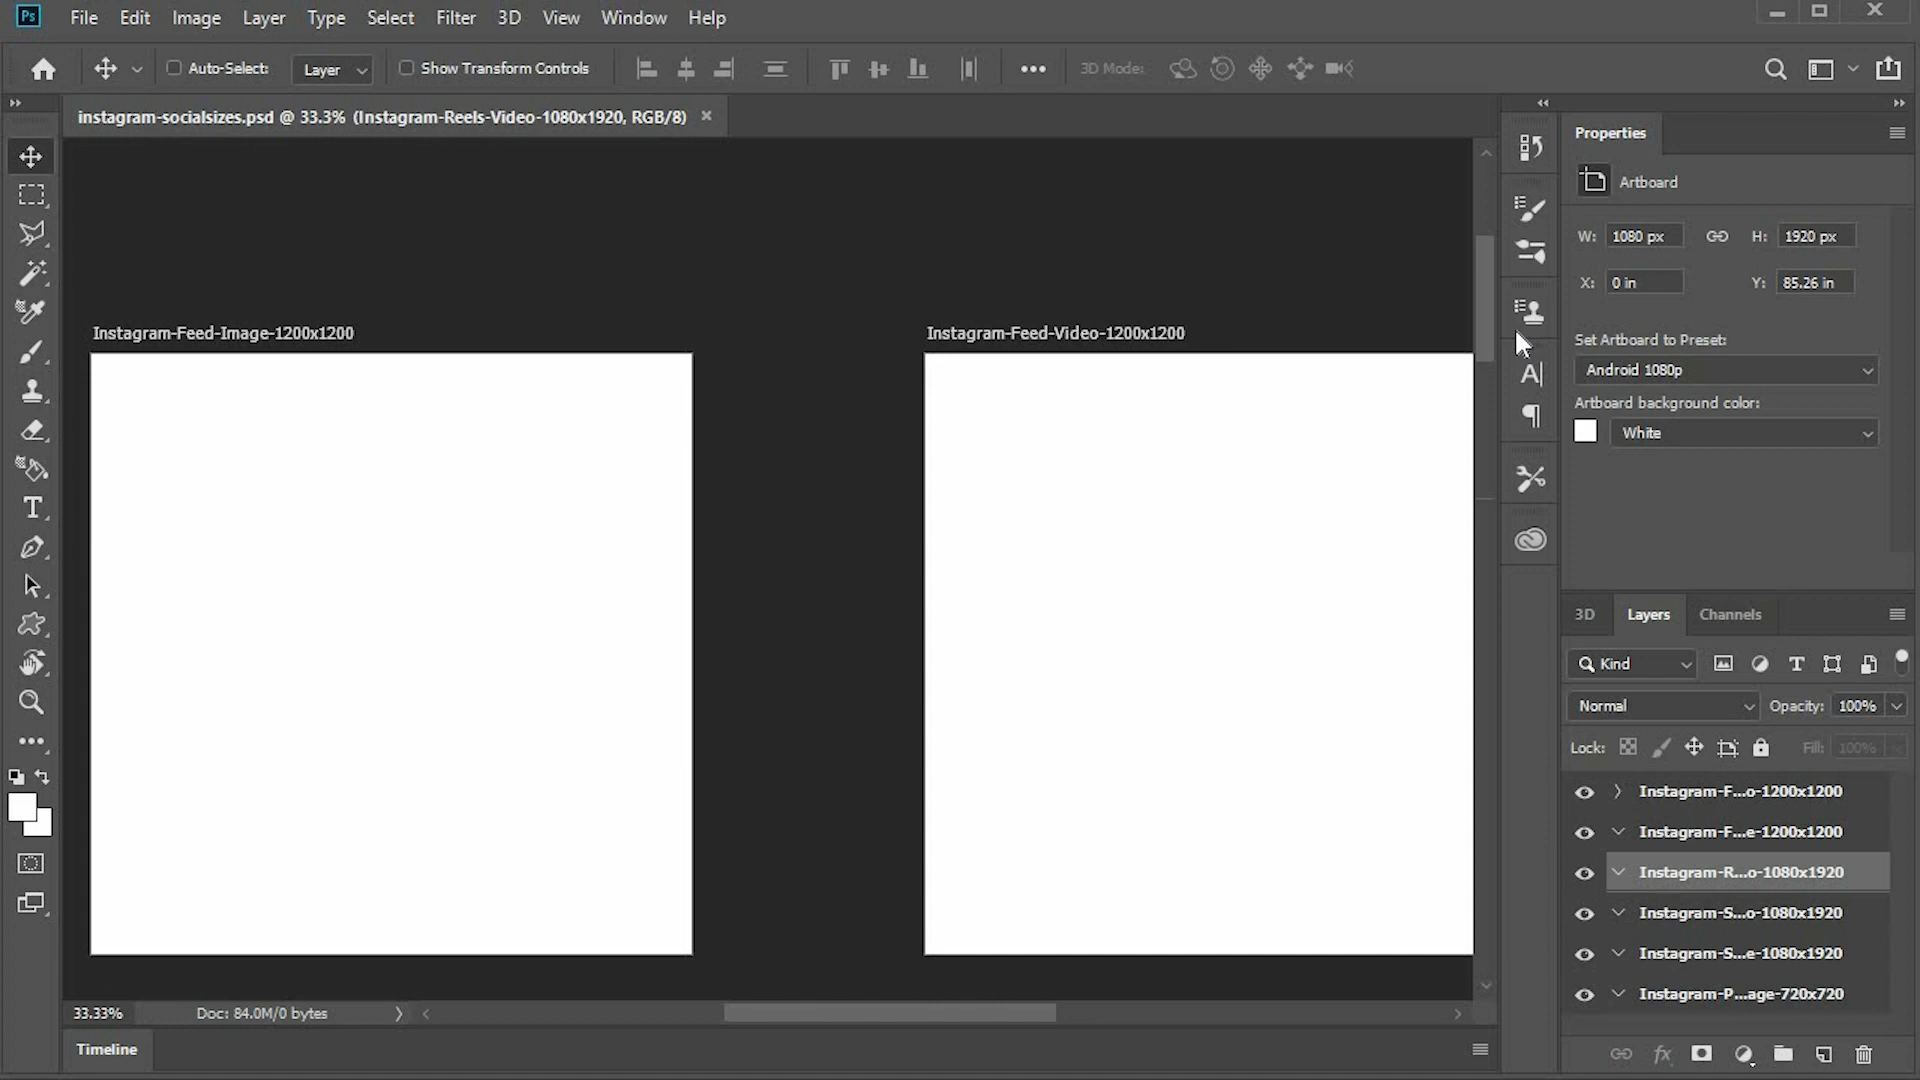 Ps File Edit Image Layer Type Select Filter 3D View Window Help
Auto-Select: Layer Show Transform Controls 3D Mode:
instagram-socialsizes.psd @ 33.3% (Instagram-Reels-Video-1080x1920, RGB/8)
Properties
Artboard
W: 1080 px H: 1920 px
X: 0 in Y: 85.26 in
Instagram-Feed-Image-1200x1200 Instagram-Feed-Video-1200x1200
Set Artboard to Preset:
Android 1080p
Artboard background color:
White
3D Layers Channels
Kind
Normal Opacity: 100%
Lock: Fill: 100%
Instagram-F...o-1200x1200
Instagram-F...e-1200x1200
Instagram-R...o-1080x1920
Instagram-S...o-1080x1920
Instagram-S...e-1080x1920
Instagram-P...age-720x720
33.33% Doc: 84.0M/0 bytes
Timeline
fx